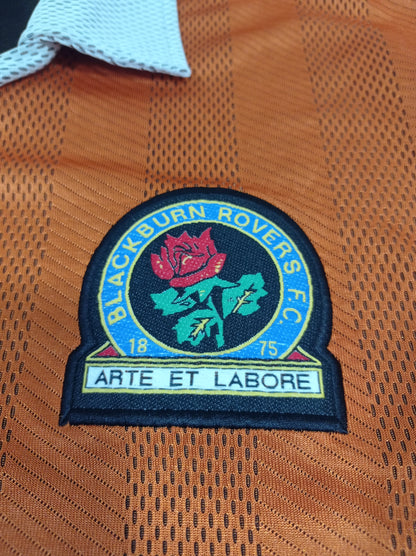 BLACKBURN ROVERS F.C.
18 75
ARTE ET LABORE